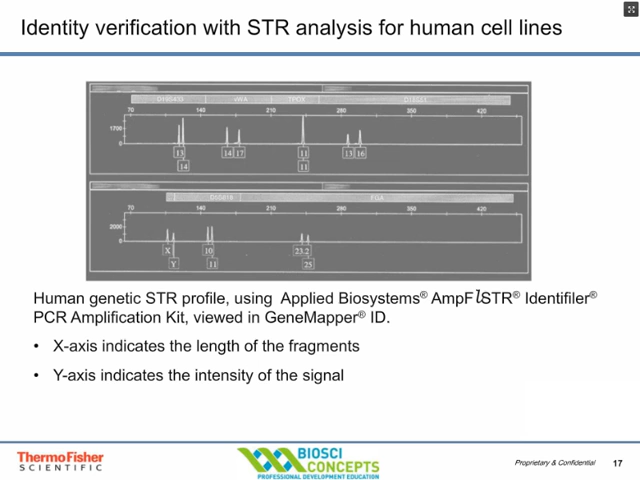 Identity verification with STR analysis for human cell lines
D19S433 vWA TPOX D18S51
70 140 210 280 350 420
1700
0
13 14 17 11 13 16
14 11
D5S818 FGA
70 140 210 280 350 420
2000
0
X 10 23.2
Y 11 25
Human genetic STR profile, using Applied Biosystems® AmpFlSTR® Identifiler®
PCR Amplification Kit, viewed in GeneMapper® ID.
• X-axis indicates the length of the fragments
• Y-axis indicates the intensity of the signal
ThermoFisher
SCIENTIFIC
BIOSCI
CONCEPTS
PROFESSIONAL DEVELOPMENT EDUCATION
Proprietary & Confidential 17